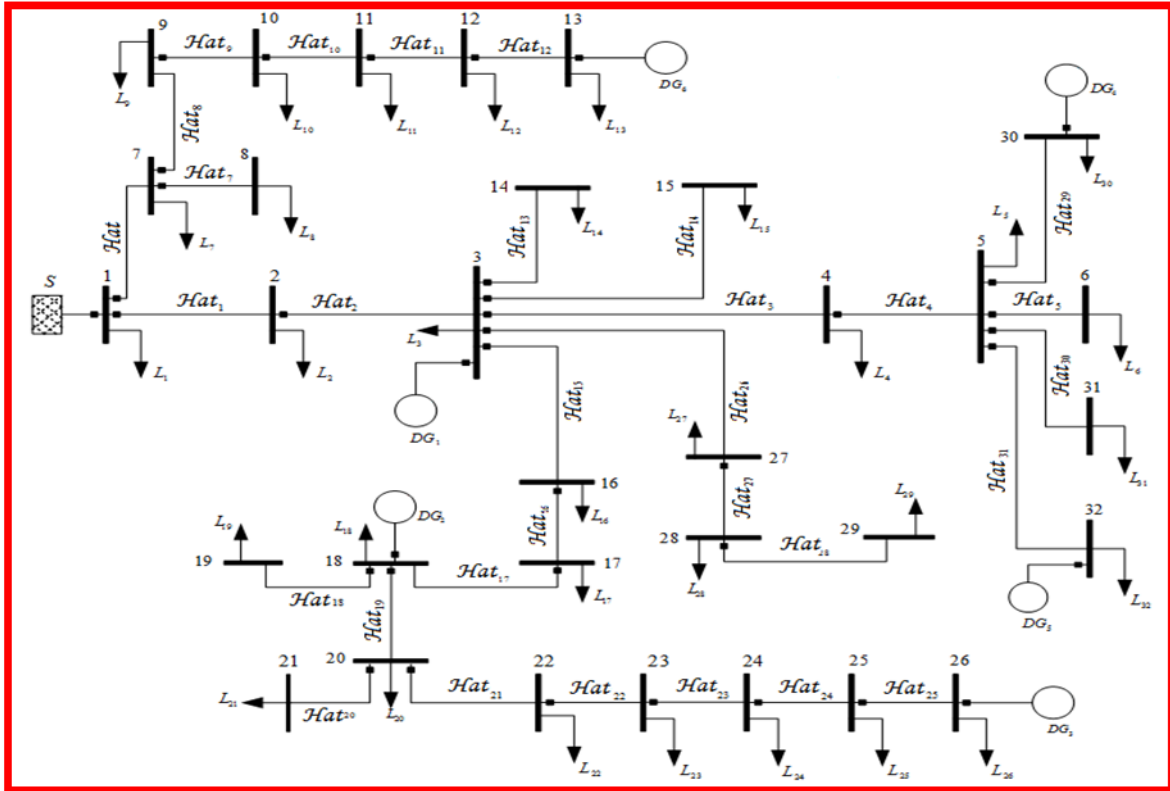 9 10 11 12 13
Hat₉ Hat₁₀ Hat₁₁ Hat₁₂
L₉ L₁₀ L₁₁ L₁₂ L₁₃
Hat₈
30
7 8
Hat₇
L₇ L₈
14 15
L₁₄ L₁₅ L₃₀
Hat₁₃ Hat₁₄ Hat₂₉
L₅
Hat
S 1 2 3 4 5 6
Hat₁ Hat₂ Hat₃ Hat₄ Hat₅
L₁ L₂ L₃ L₄ L₆
DG₁
Hat₁₅ Hat₂₆ Hat₃₀
31
L₃₁
L₂₇
27
16
L₁₆
Hat₁₆ Hat₂₇ Hat₃₁
L₁₉ L₁₈ L₂₉
32
19 18 17 28 29
Hat₁₈ Hat₁₇
L₁₇ L₂₈ L₃₂
Hat₁₉
DG₅
21 20 22 23 24 25 26
Hat₂₁ Hat₂₂ Hat₂₃ Hat₂₄ Hat₂₅
L₂₁ Hat₂₀ L₂₀
L₂₂ L₂₃ L₂₄ L₂₅ L₂₆